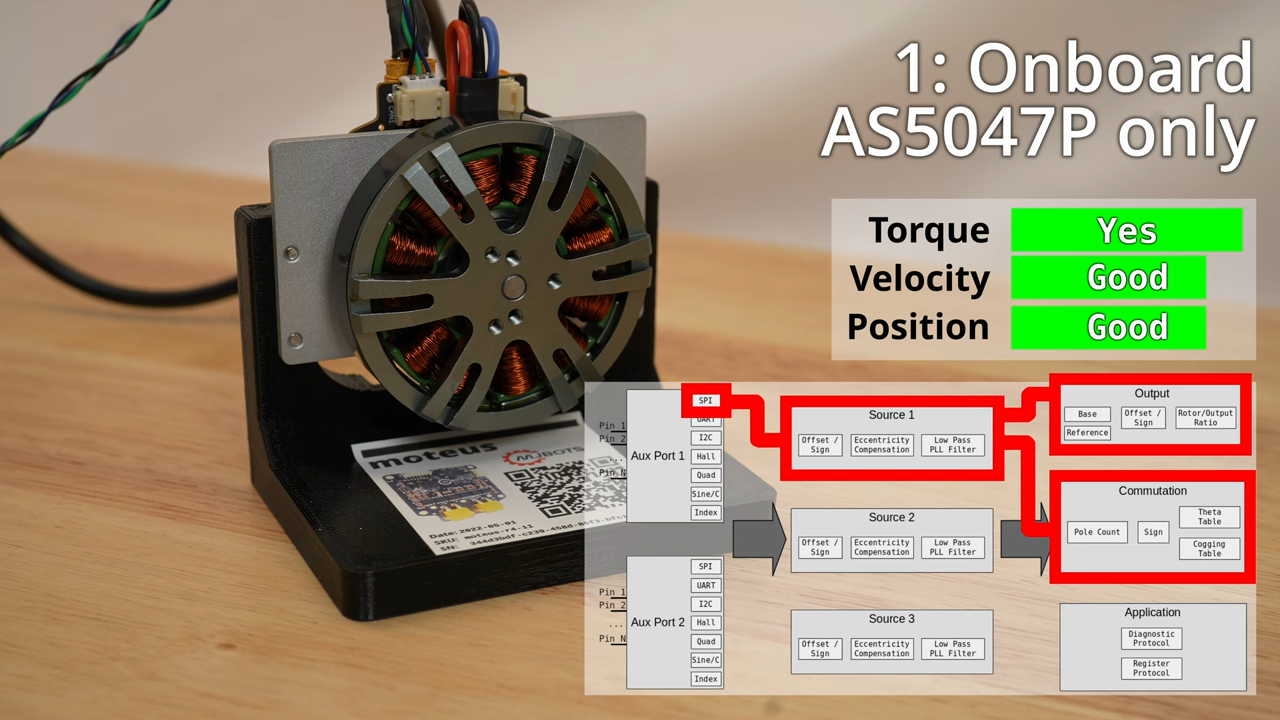 1: Onboard
AS5047P only
Torque Yes
Velocity Good
Position Good
Aux Port 1
Pin 1
Pin 2
...
Pin N
SPI
UART
I2C
Hall
Quad
Sine/C
Index
Aux Port 2
Pin 1
Pin 2
...
Pin N
SPI
UART
I2C
Hall
Quad
Sine/C
Index
Source 1
Offset /
Sign
Eccentricity
Compensation
Low Pass
PLL Filter
Source 2
Offset /
Sign
Eccentricity
Compensation
Low Pass
PLL Filter
Source 3
Offset /
Sign
Eccentricity
Compensation
Low Pass
PLL Filter
Output
Base
Reference
Offset /
Sign
Rotor/Output
Ratio
Commutation
Pole Count
Sign
Theta
Table
Cogging
Table
Application
Diagnostic
Protocol
Register
Protocol
moteus
MJBOTS
Date: 2022-05-01
SKU: moteus-r4-11